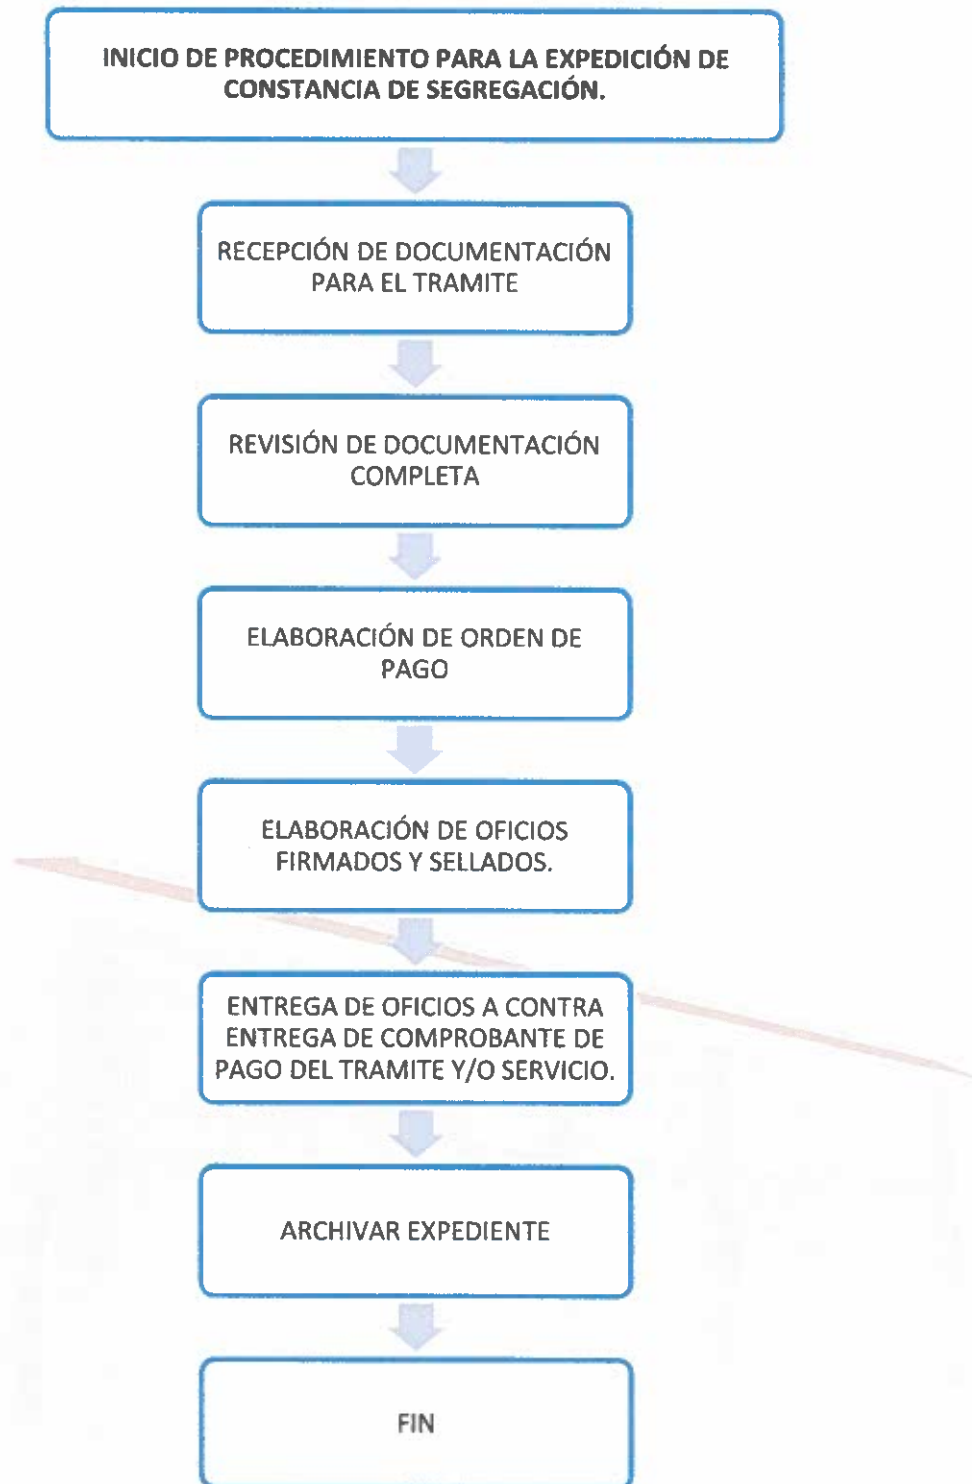 INICIO DE PROCEDIMIENTO PARA LA EXPEDICIÓN DE
CONSTANCIA DE SEGREGACIÓN.
RECEPCIÓN DE DOCUMENTACIÓN
PARA EL TRAMITE
REVISIÓN DE DOCUMENTACIÓN
COMPLETA
ELABORACIÓN DE ORDEN DE
PAGO
ELABORACIÓN DE OFICIOS
FIRMADOS Y SELLADOS.
ENTREGA DE OFICIOS A CONTRA
ENTREGA DE COMPROBANTE DE
PAGO DEL TRAMITE Y/O SERVICIO.
ARCHIVAR EXPEDIENTE
FIN